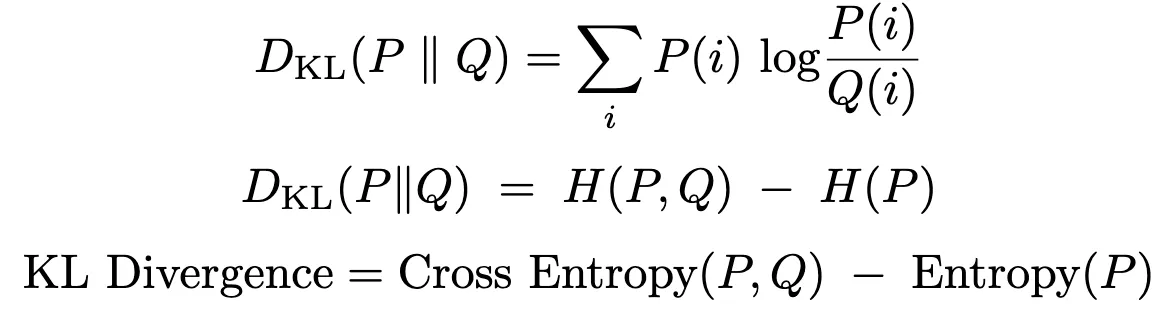 D_KL(P ∥ Q) = ∑_i P(i) log P(i)/Q(i)
D_KL(P∥Q) = H(P, Q) − H(P)
KL Divergence = Cross Entropy(P, Q) − Entropy(P)